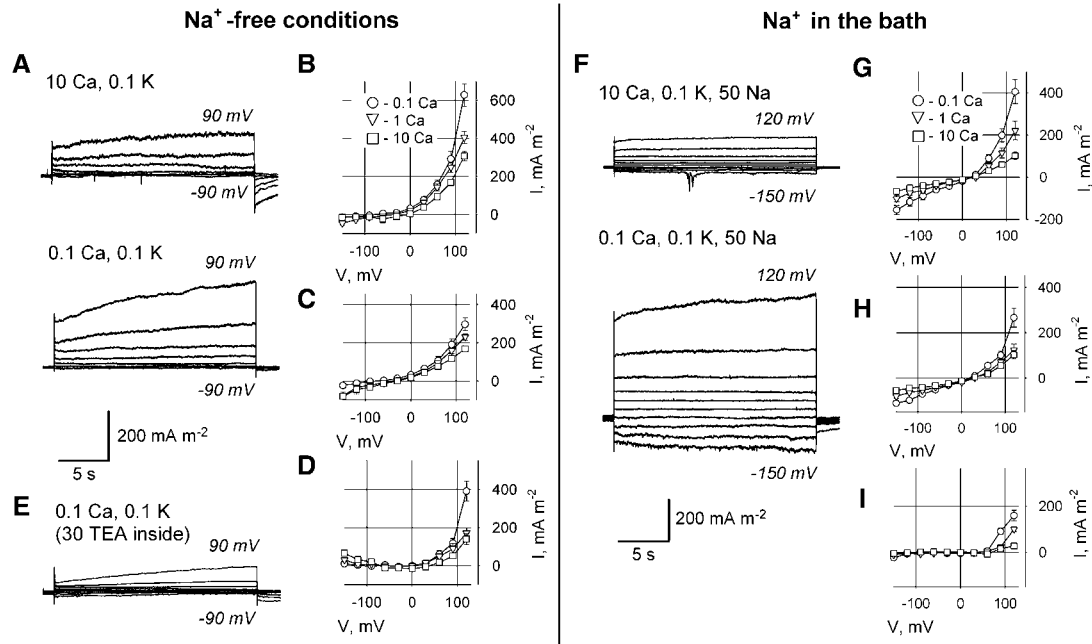 Na⁺-free conditions
A
10 Ca, 0.1 K
90 mV
-90 mV
0.1 Ca, 0.1 K
90 mV
-90 mV
200 mA m⁻²
5 s
E
0.1 Ca, 0.1 K
(30 TEA inside)
90 mV
-90 mV
B
- 0.1 Ca
- 1 Ca
- 10 Ca
600
400
200
0
I, mA m⁻²
-100 0 100
V, mV
C
400
200
0
I, mA m⁻²
-100 0 100
V, mV
D
400
200
0
I, mA m⁻²
-100 0 100
V, mV
Na⁺ in the bath
F
10 Ca, 0.1 K, 50 Na
120 mV
-150 mV
0.1 Ca, 0.1 K, 50 Na
120 mV
-150 mV
200 mA m⁻²
5 s
G
- 0.1 Ca
- 1 Ca
- 10 Ca
400
200
0
-200
I, mA m⁻²
-100 0 100
V, mV
H
400
200
0
I, mA m⁻²
-100 0 100
V, mV
I
200
0
I, mA m⁻²
-100 0 100
V, mV